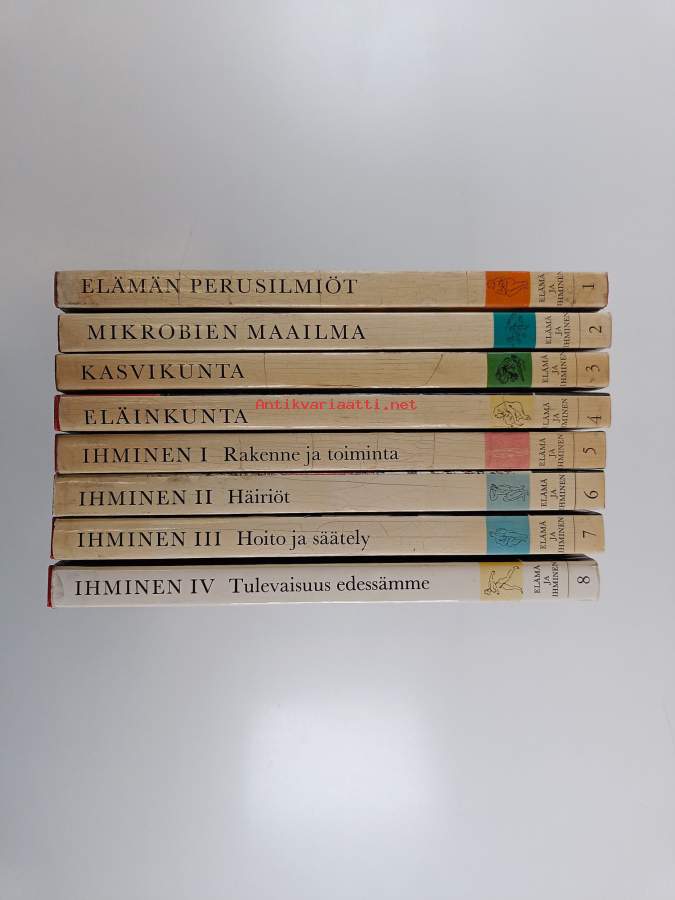 ELÄMÄN PERUSILMIÖT ELÄMÄ JA IHMINEN 1
MIKROBIEN MAAILMA ELÄMÄ JA IHMINEN 2
KASVIKUNTA ELÄMÄ JA IHMINEN 3
Antikvariaatti.net
ELÄINKUNTA ELÄMÄ JA IHMINEN 4
IHMINEN I Rakenne ja toiminta ELÄMÄ JA IHMINEN 5
IHMINEN II Häiriöt ELÄMÄ JA IHMINEN 6
IHMINEN III Hoito ja säätely ELÄMÄ JA IHMINEN 7
IHMINEN IV Tulevaisuus edessämme ELÄMÄ JA IHMINEN 8